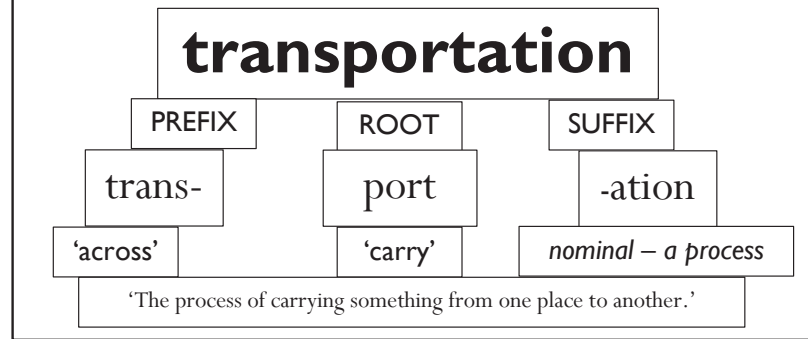 transportation
PREFIX ROOT SUFFIX
trans- port -ation
‘across’ ‘carry’ nominal – a process
‘The process of carrying something from one place to another.’